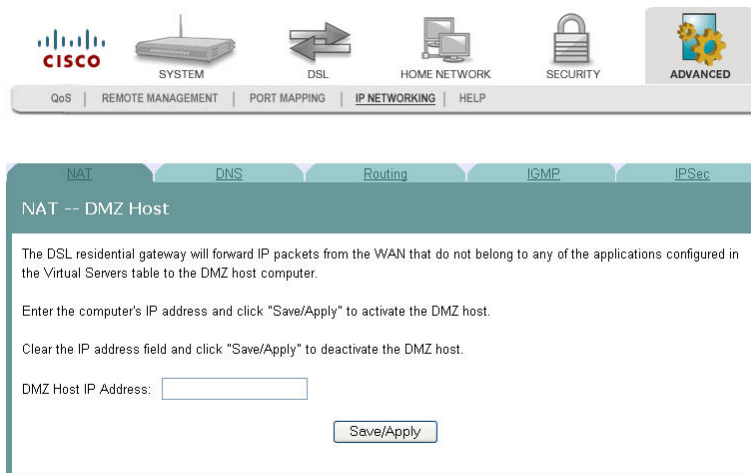 CISCO
SYSTEM DSL HOME NETWORK SECURITY ADVANCED
QoS | REMOTE MANAGEMENT | PORT MAPPING | IP NETWORKING | HELP
NAT DNS Routing IGMP IPSec
NAT -- DMZ Host
The DSL residential gateway will forward IP packets from the WAN that do not belong to any of the applications configured in
the Virtual Servers table to the DMZ host computer.
Enter the computer's IP address and click "Save/Apply" to activate the DMZ host.
Clear the IP address field and click "Save/Apply" to deactivate the DMZ host.
DMZ Host IP Address:
Save/Apply